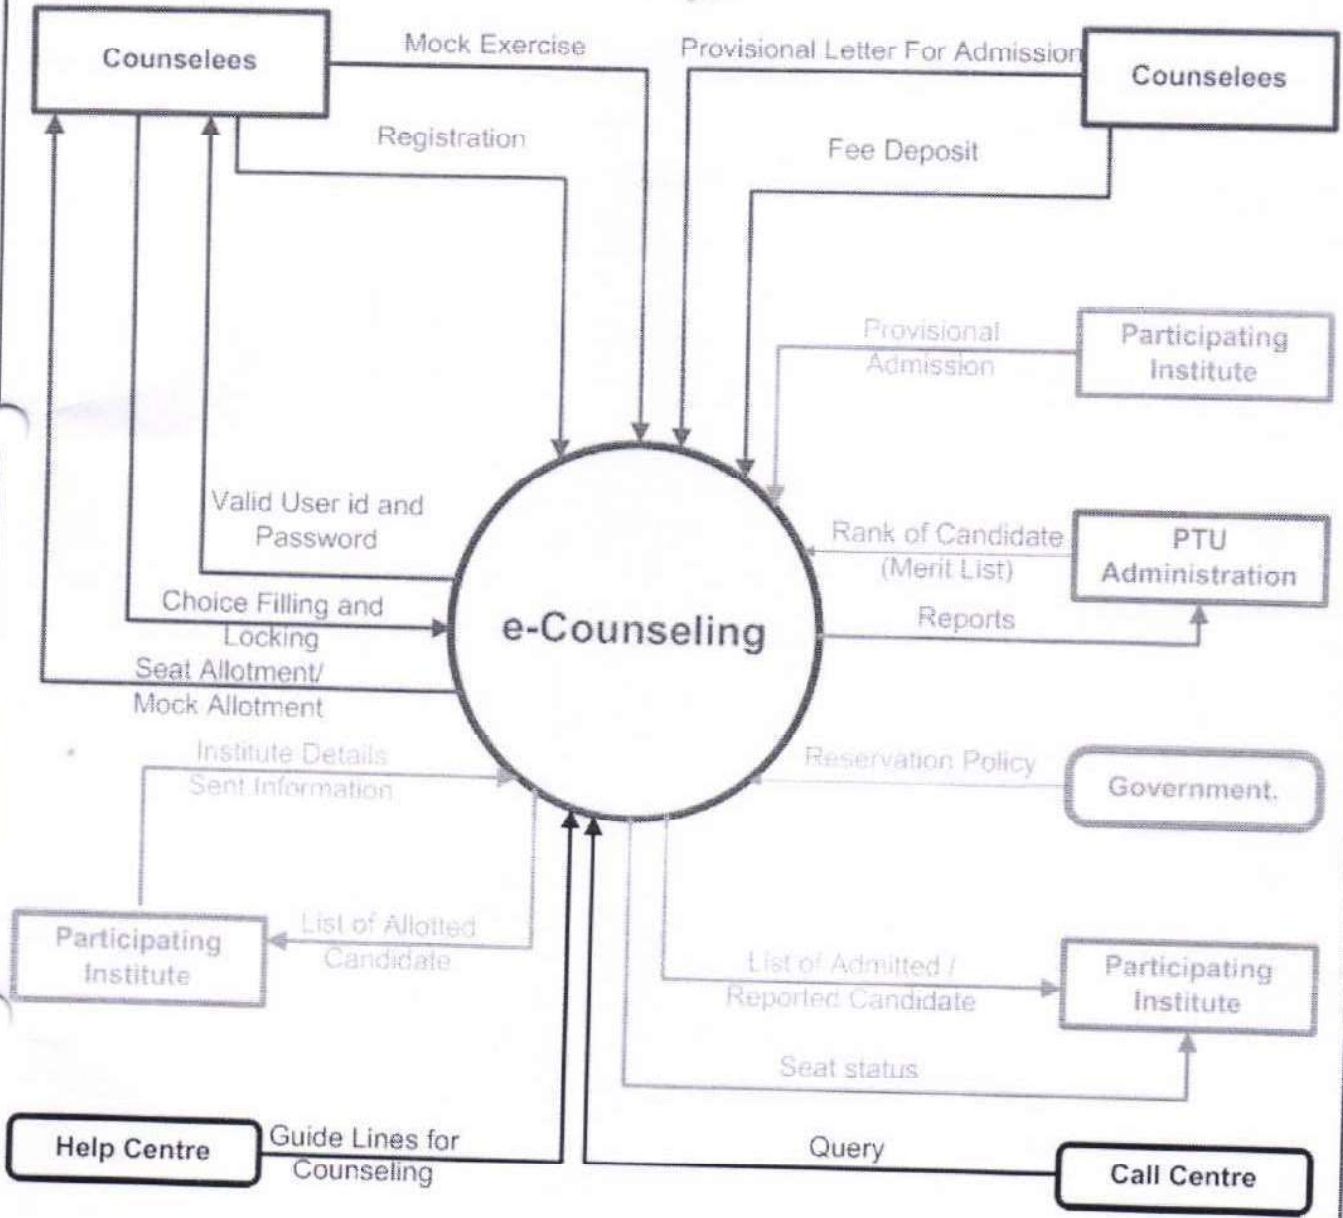 Counselees
Mock Exercise
Provisional Letter For Admission
Counselees
Registration
Fee Deposit
Provisional
Admission
Participating
Institute
Valid User id and
Password
Rank of Candidate
(Merit List)
PTU
Administration
Choice Filling and
Locking
e-Counseling
Reports
Seat Allotment/
Mock Allotment
Institute Details
Sent Information
Reservation Policy
Government.
Participating
Institute
List of Allotted
Candidate
List of Admitted /
Reported Candidate
Participating
Institute
Seat status
Help Centre
Guide Lines for
Counseling
Query
Call Centre